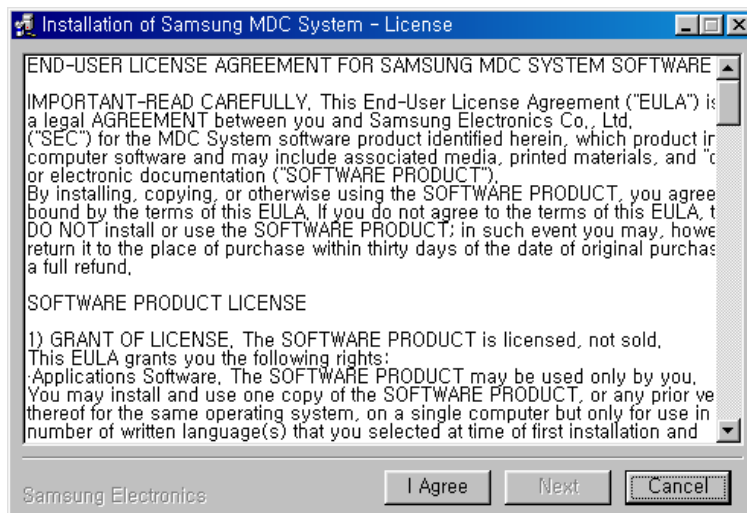 Installation of Samsung MDC System - License
END-USER LICENSE AGREEMENT FOR SAMSUNG MDC SYSTEM SOFTWARE
IMPORTANT-READ CAREFULLY, This End-User License Agreement ("EULA") is
a legal AGREEMENT between you and Samsung Electronics Co,, Ltd,
("SEC") for the MDC System software product identified herein, which product in
computer software and may include associated media, printed materials, and "o
or electronic documentation ("SOFTWARE PRODUCT"),
By installing, copying, or otherwise using the SOFTWARE PRODUCT, you agree
bound by the terms of this EULA, If you do not agree to the terms of this EULA, t
DO NOT install or use the SOFTWARE PRODUCT; in such event you may, howe
return it to the place of purchase within thirty days of the date of original purchas
a full refund,
SOFTWARE PRODUCT LICENSE
1) GRANT OF LICENSE, The SOFTWARE PRODUCT is licensed, not sold,
This EULA grants you the following rights:
·Applications Software, The SOFTWARE PRODUCT may be used only by you,
You may install and use one copy of the SOFTWARE PRODUCT, or any prior ve
thereof for the same operating system, on a single computer but only for use in
number of written language(s) that you selected at time of first installation and
Samsung Electronics
I Agree
Next
Cancel